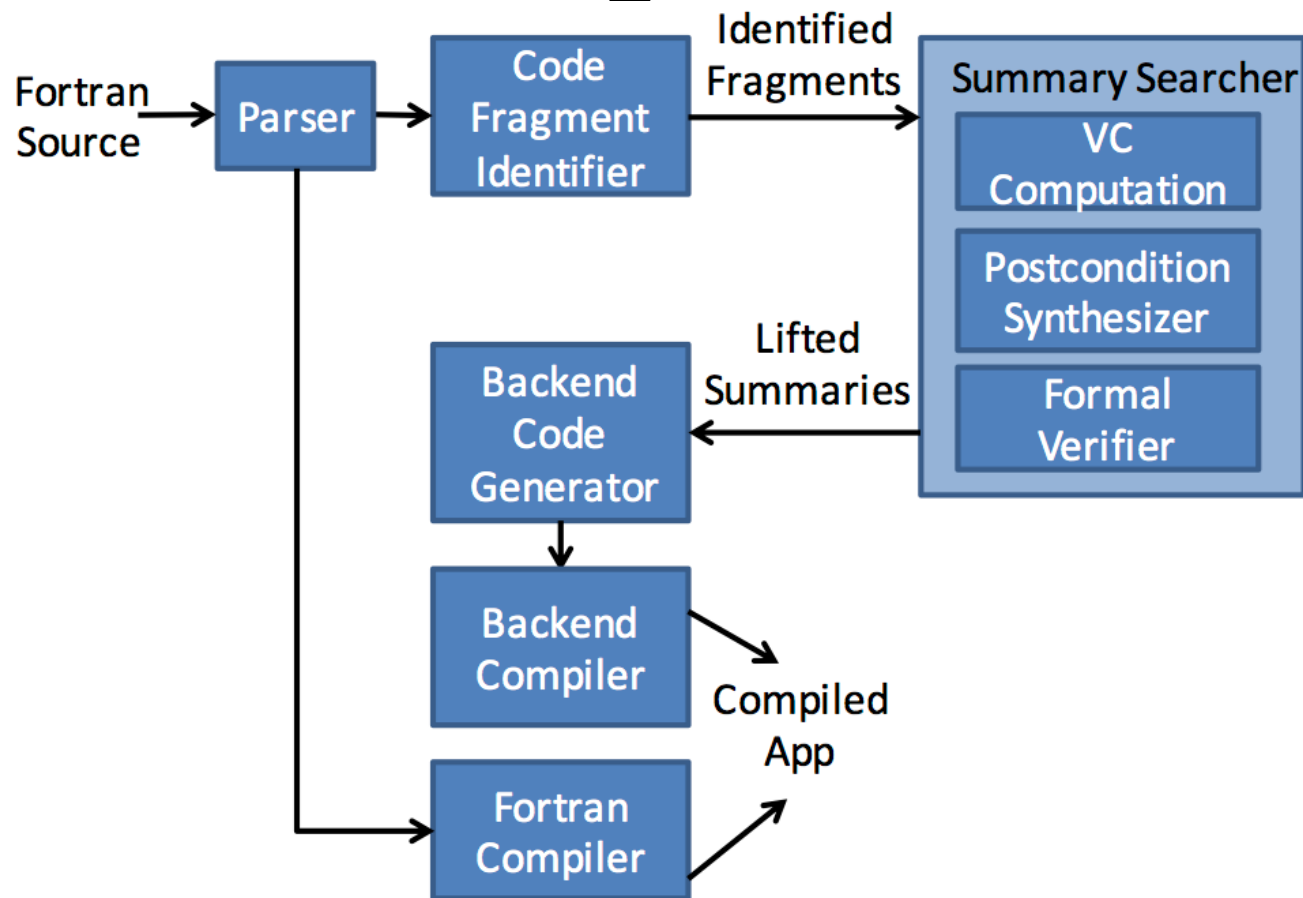 Fortran
Source
Parser
Code
Fragment
Identifier
Identified
Fragments
Summary Searcher
VC
Computation
Postcondition
Synthesizer
Formal
Verifier
Lifted
Summaries
Backend
Code
Generator
Backend
Compiler
Compiled
App
Fortran
Compiler